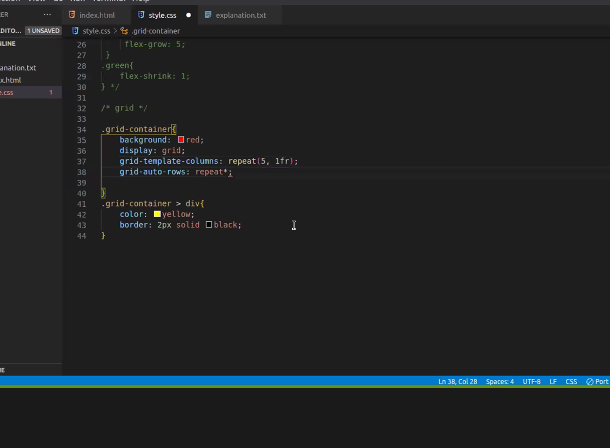 ER ...
index.html
style.css
explanation.txt
DITO... 1 UNSAVED
style.css > .grid-container
NLINE
anation.txt
x.html
e.css 1
26 flex-grow: 5;
27 }
28 .green{
29 flex-shrink: 1;
30 } */
31
32 /* grid */
33
34 .grid-container{
35 background: red;
36 display: grid;
37 grid-template-columns: repeat(5, 1fr);
38 grid-auto-rows: repeat*;
39
40 }
41 .grid-container > div{
42 color: yellow;
43 border: 2px solid black;
44 }
Ln 38, Col 28 Spaces: 4 UTF-8 LF CSS Port